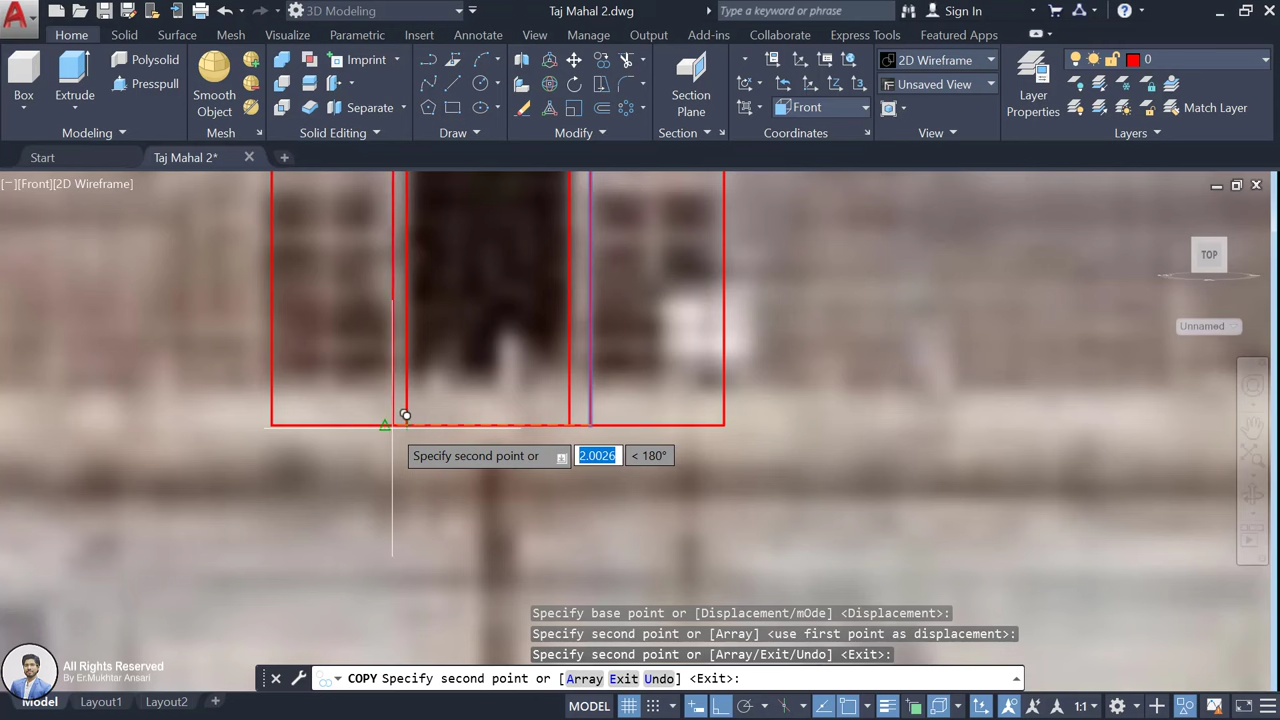 3D Modeling
Taj Mahal 2.dwg
Type a keyword or phrase
Sign In
Home Solid Surface Mesh Visualize Parametric Insert Annotate View Manage Output Add-ins Collaborate Express Tools Featured Apps
Box
Extrude
Polysolid
Presspull
Smooth
Object
Imprint
Separate
Section
Plane
Front
2D Wireframe
Unsaved View
Layer
Properties
0
Match Layer
Modeling Mesh Solid Editing Draw Modify Section Coordinates View Layers
Start Taj Mahal 2*
[−][Front][2D Wireframe]
TOP
Unnamed
Specify second point or 2.0026 < 180°
Specify base point or [Displacement/mOde] <Displacement>:
Specify second point or [Array] <use first point as displacement>:
Specify second point or [Array/Exit/Undo] <Exit>:
COPY Specify second point or [Array Exit Undo] <Exit>:
All Rights Reserved
By Er.Mukhtar Ansari
Model Layout1 Layout2
MODEL 1:1